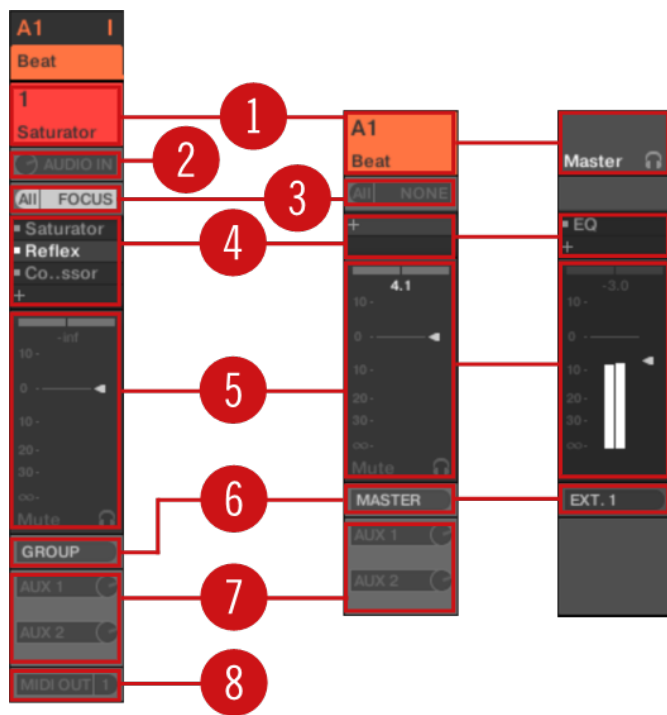 A1 I
Beat
1
Saturator
AUDIO IN
All FOCUS
Saturator
Reflex
Co..ssor
+
-inf
10 -
0 -
10 -
20 -
30 -
∞-
Mute
GROUP
AUX 1
AUX 2
MIDI OUT 1
1
2
3
4
5
6
7
8
A1
Beat
All NONE
+
4.1
10 -
0 -
10 -
20 -
30 -
∞-
Mute
MASTER
AUX 1
AUX 2
Master
EQ
+
-3.0
10 -
0 -
10 -
20 -
30 -
∞-
EXT. 1